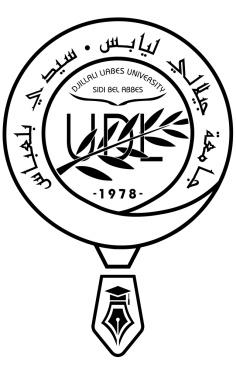 جامعة جيلالي ليابس • سيدي بلعباس
DJILLALI LIABES UNIVERSITY
SIDI BEL ABBES
UDL
-1978-